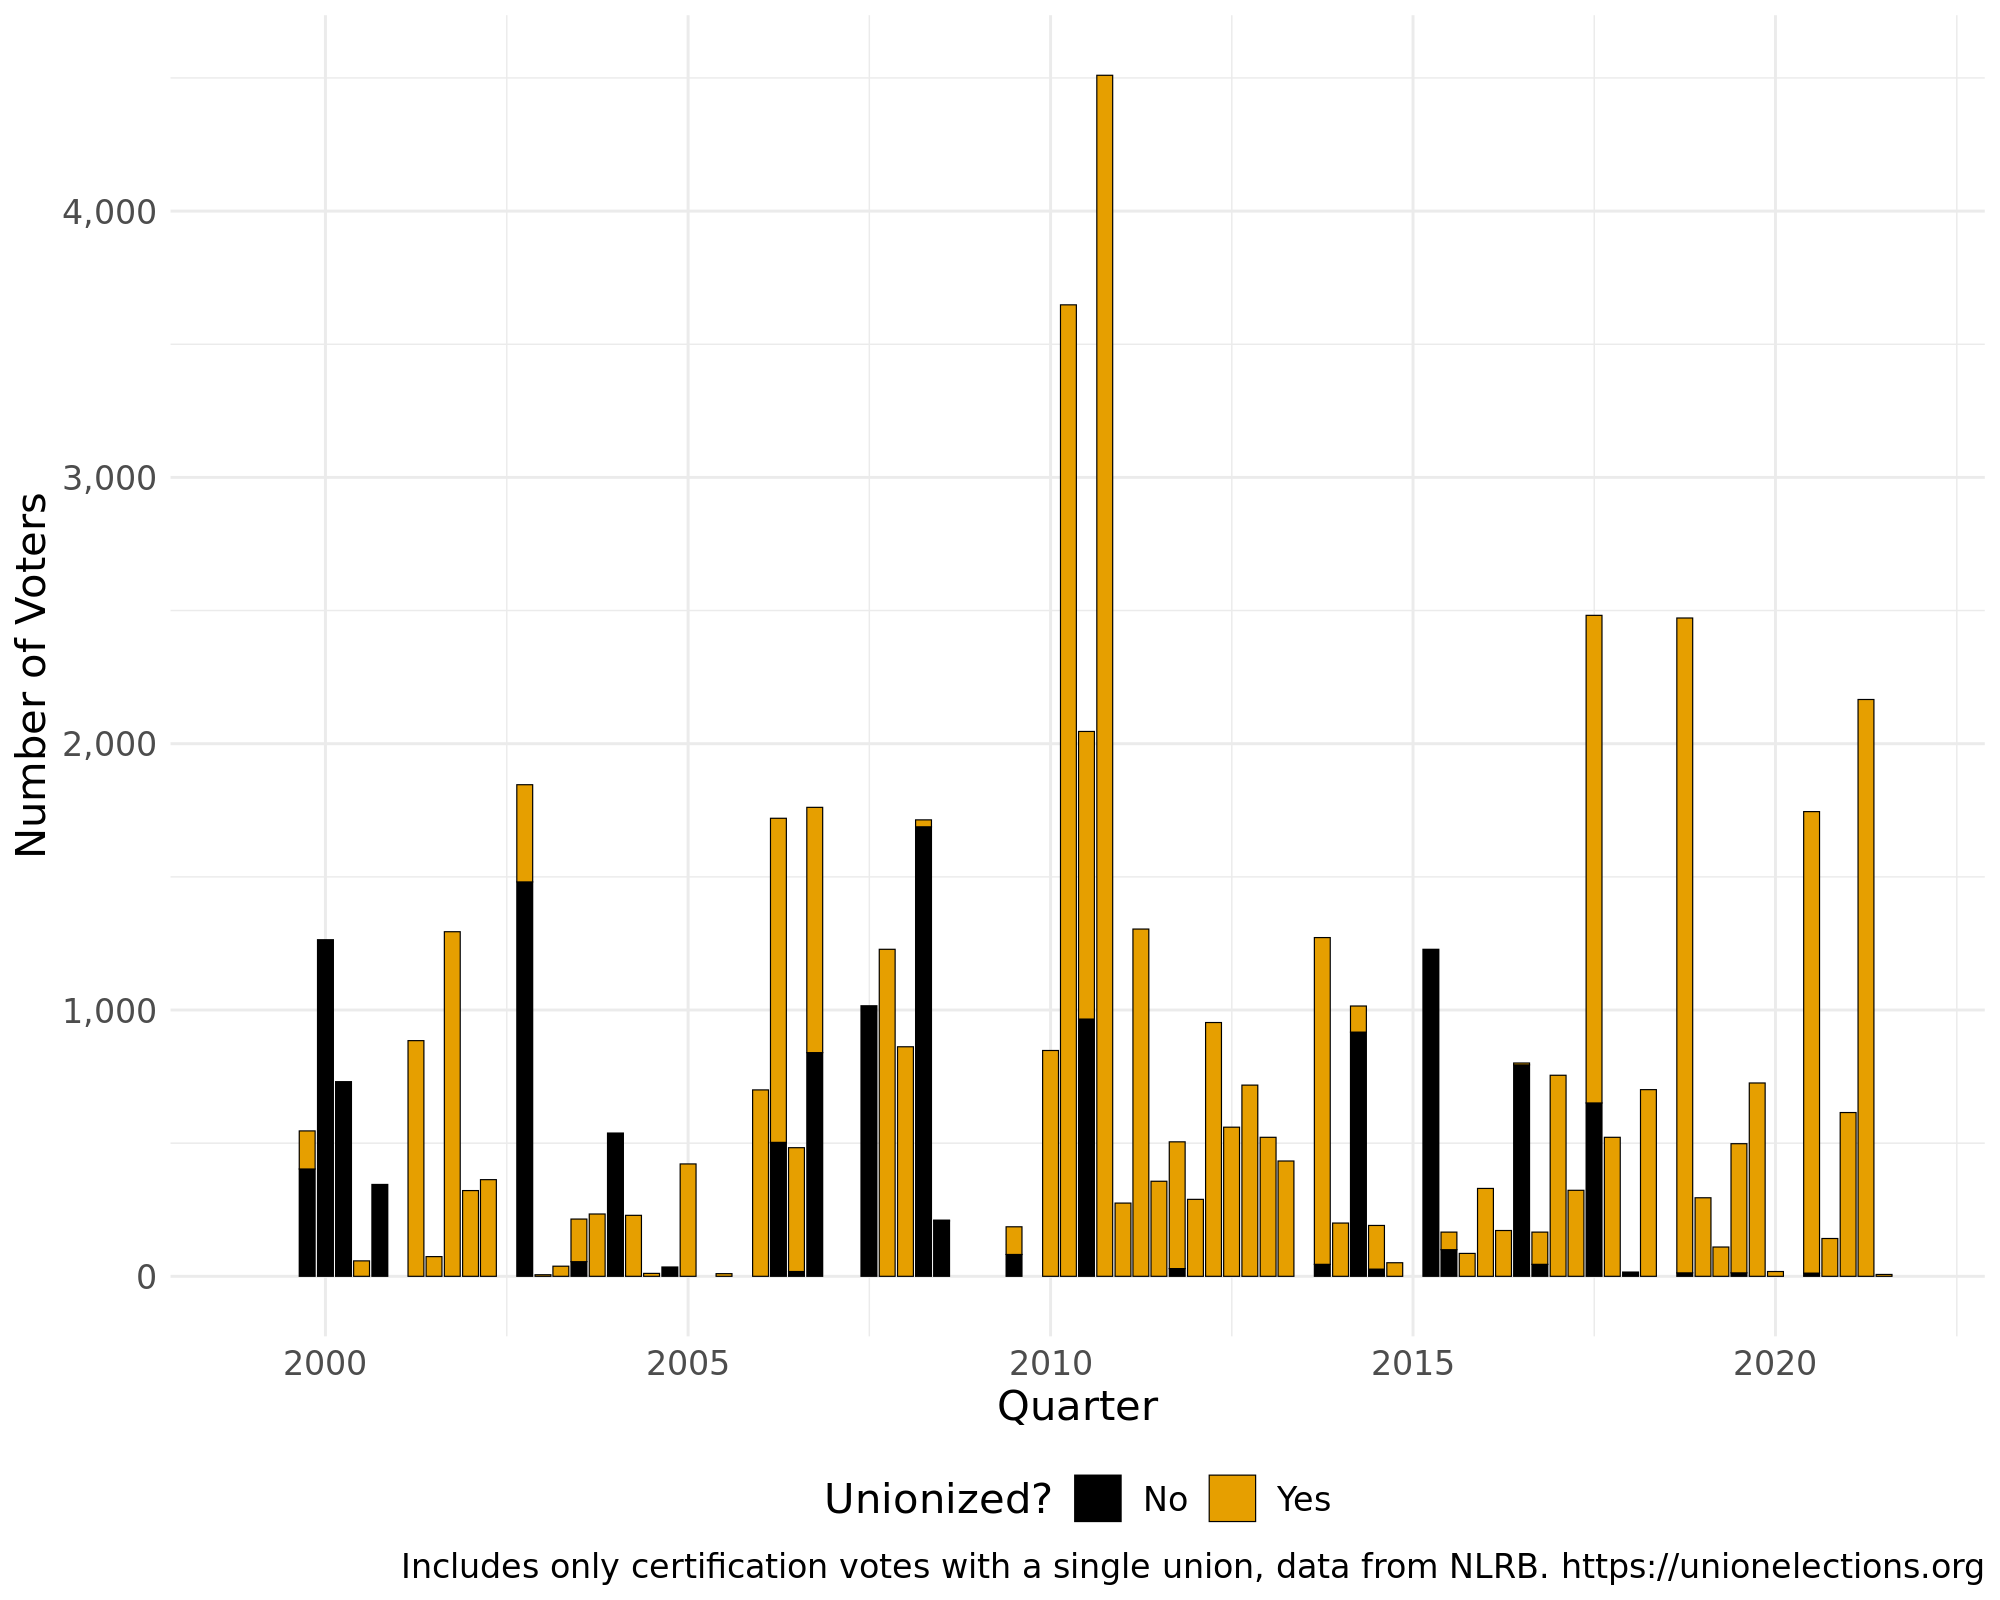 4,000
3,000
2,000
1,000
0
Number of Voters
2000 2005 2010 2015 2020
Quarter
Unionized? No Yes
Includes only certification votes with a single union, data from NLRB. https://unionelections.org